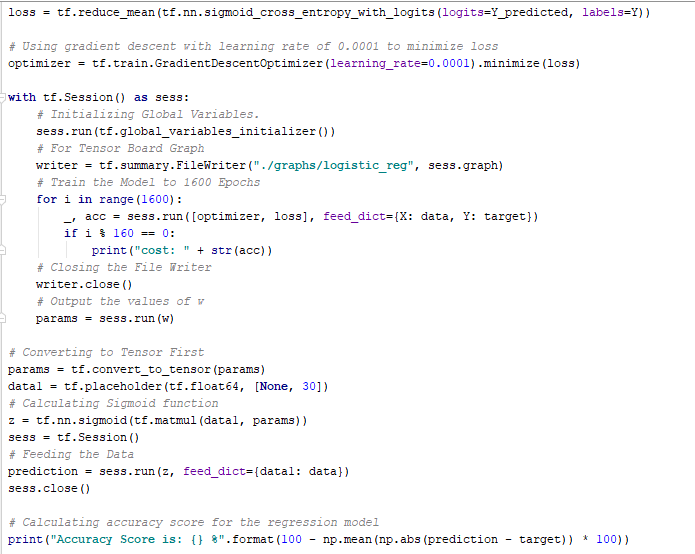 loss = tf.reduce_mean(tf.nn.sigmoid_cross_entropy_with_logits(logits=Y_predicted, labels=Y))
# Using gradient descent with learning rate of 0.0001 to minimize loss
optimizer = tf.train.GradientDescentOptimizer(learning_rate=0.0001).minimize(loss)
with tf.Session() as sess:
    # Initializing Global Variables.
    sess.run(tf.global_variables_initializer())
    # For Tensor Board Graph
    writer = tf.summary.FileWriter("./graphs/logistic_reg", sess.graph)
    # Train the Model to 1600 Epochs
    for i in range(1600):
        _, acc = sess.run([optimizer, loss], feed_dict={X: data, Y: target})
        if i % 160 == 0:
            print("cost: " + str(acc))
    # Closing the File Writer
    writer.close()
    # Output the values of w
    params = sess.run(w)
# Converting to Tensor First
params = tf.convert_to_tensor(params)
data1 = tf.placeholder(tf.float64, [None, 30])
# Calculating Sigmoid function
z = tf.nn.sigmoid(tf.matmul(data1, params))
sess = tf.Session()
# Feeding the Data
prediction = sess.run(z, feed_dict={data1: data})
sess.close()
# Calculating accuracy score for the regression model
print("Accuracy Score is: {} %".format(100 - np.mean(np.abs(prediction - target)) * 100))